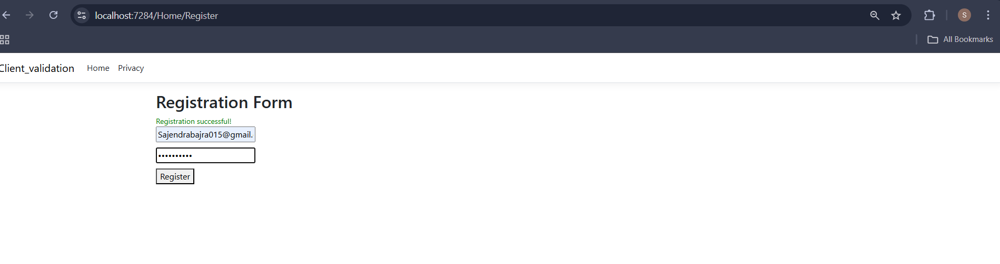 localhost:7284/Home/Register
S
All Bookmarks
Client_validation Home Privacy
Registration Form
Registration successful!
Sajendrabajra015@gmail.
••••••••••
Register